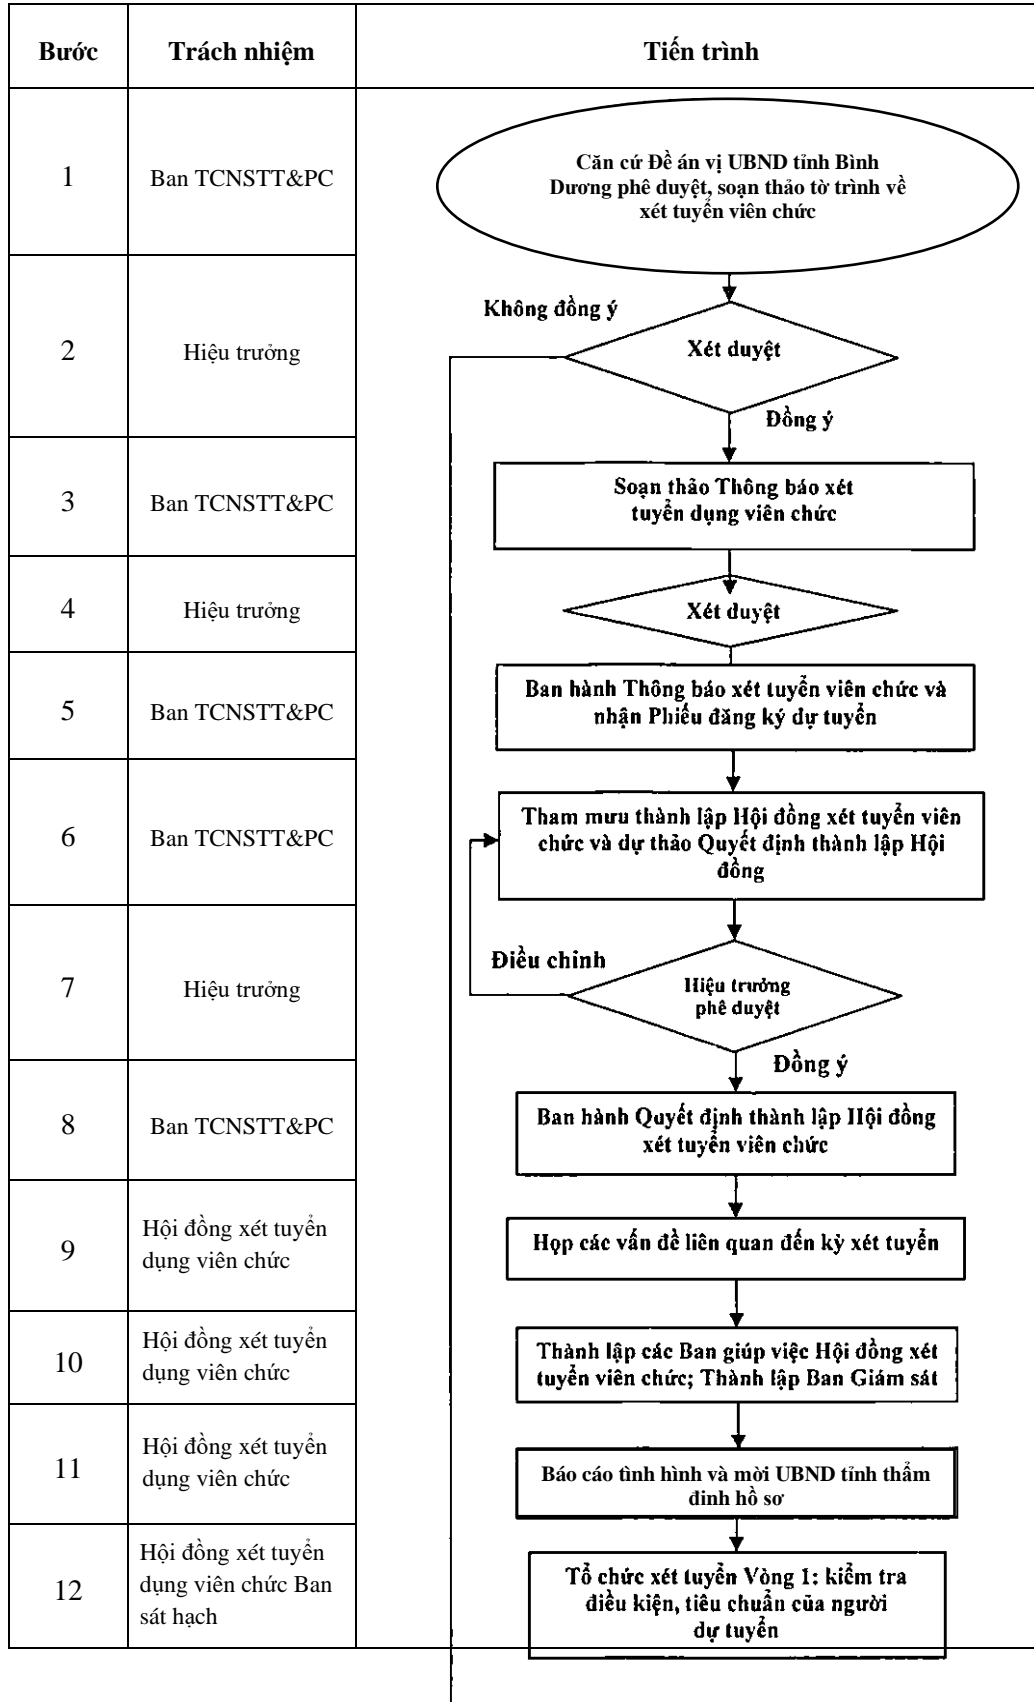 Bước Trách nhiệm Tiến trình
1
Ban TCNSTT&PC
Căn cứ Đề án vị UBND tỉnh Bình
Dương phê duyệt, soạn thảo tờ trình về
xét tuyển viên chức
Không đồng ý
2
Hiệu trưởng
Xét duyệt
Đồng ý
3
Ban TCNSTT&PC
Soạn thảo Thông báo xét
tuyển dụng viên chức
4
Hiệu trưởng
Xét duyệt
5
Ban TCNSTT&PC
Ban hành Thông báo xét tuyển viên chức và
nhận Phiếu đăng ký dự tuyển
6
Ban TCNSTT&PC
Tham mưu thành lập Hội đồng xét tuyển viên
chức và dự thảo Quyết định thành lập Hội
đồng
Điều chinh
7
Hiệu trưởng
Hiệu trưởng
phê duyệt
Đồng ý
8
Ban TCNSTT&PC
Ban hành Quyết định thành lập Hội đồng
xét tuyển viên chức
9
Hội đồng xét tuyển
dụng viên chức
Họp các vấn đề liên quan đến kỳ xét tuyển
10
Hội đồng xét tuyển
dụng viên chức
Thành lập các Ban giúp việc Hội đồng xét
tuyển viên chức; Thành lập Ban Giám sát
11
Hội đồng xét tuyển
dụng viên chức
Báo cáo tình hình và mời UBND tỉnh thẩm
đinh hồ sơ
12
Hội đồng xét tuyển
dụng viên chức Ban
sát hạch
Tổ chức xét tuyển Vòng 1: kiểm tra
điều kiện, tiêu chuẩn của người
dự tuyển